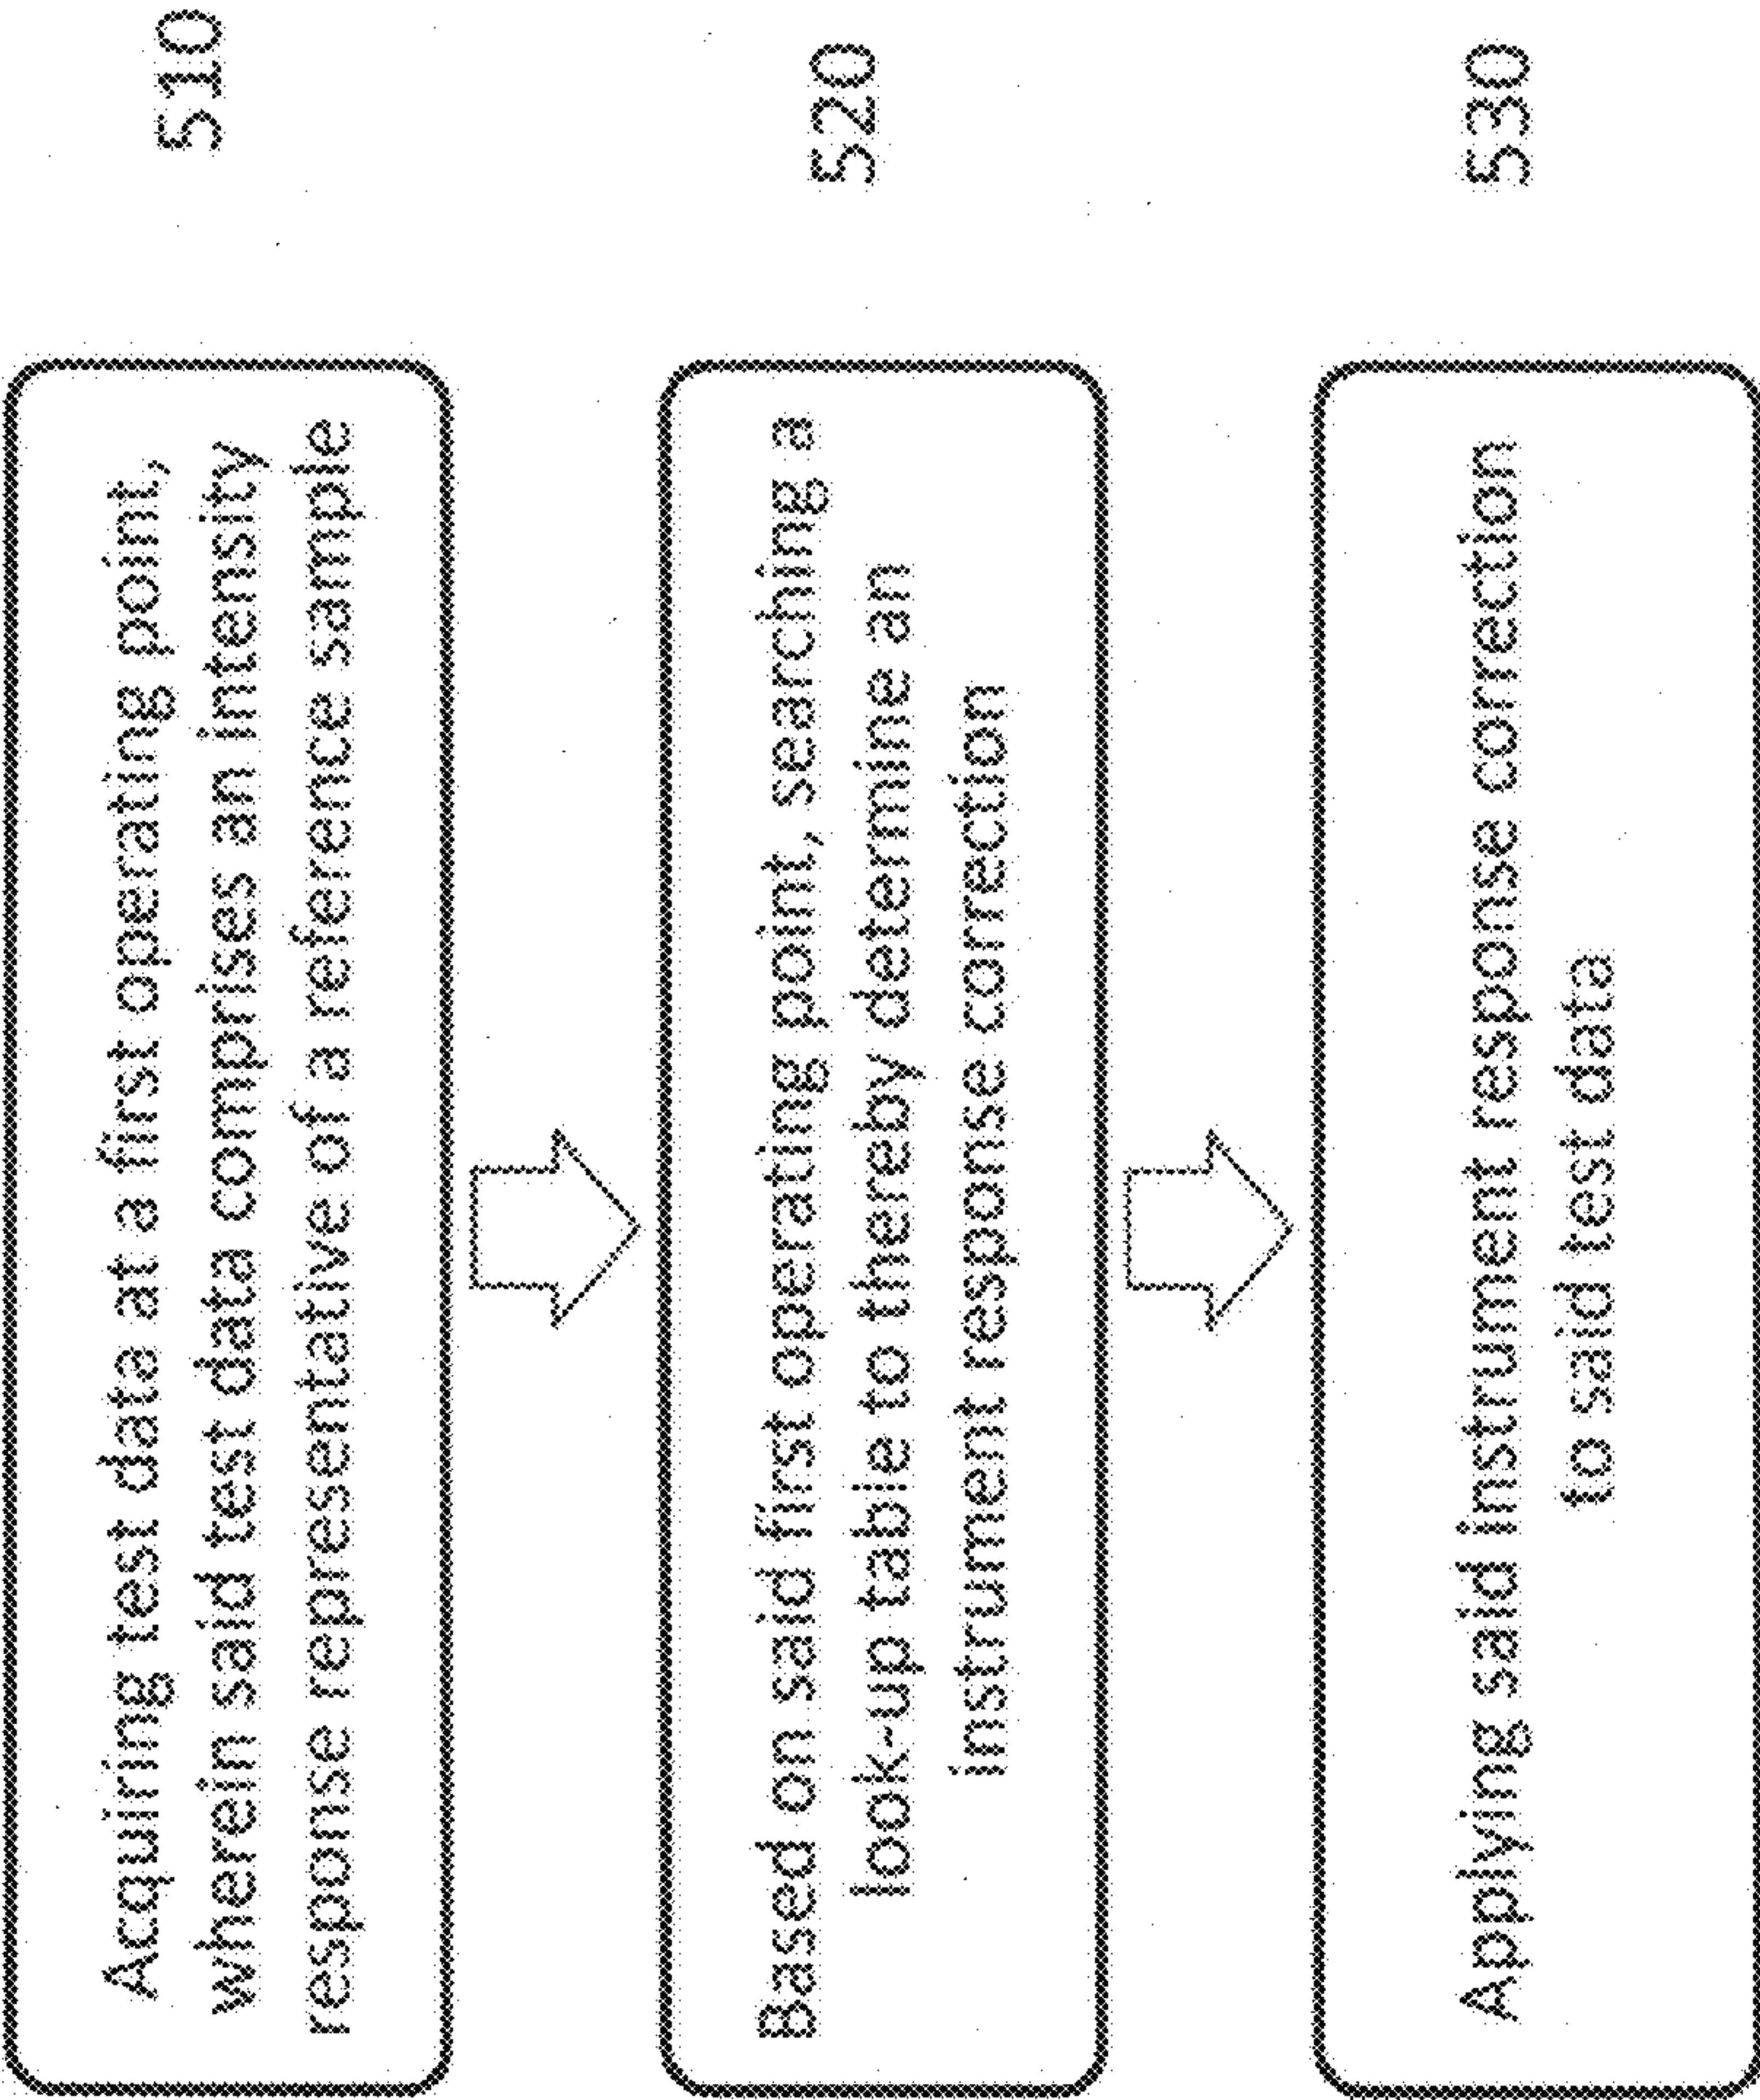 Acquiring test data at a first operating point,
wherein said test data comprises an intensity
response representative of a reference sample
510
Based on said first operating point, searching a
look-up table to thereby determine an
instrument response correction
520
Applying said instrument response correction
to said test data
530